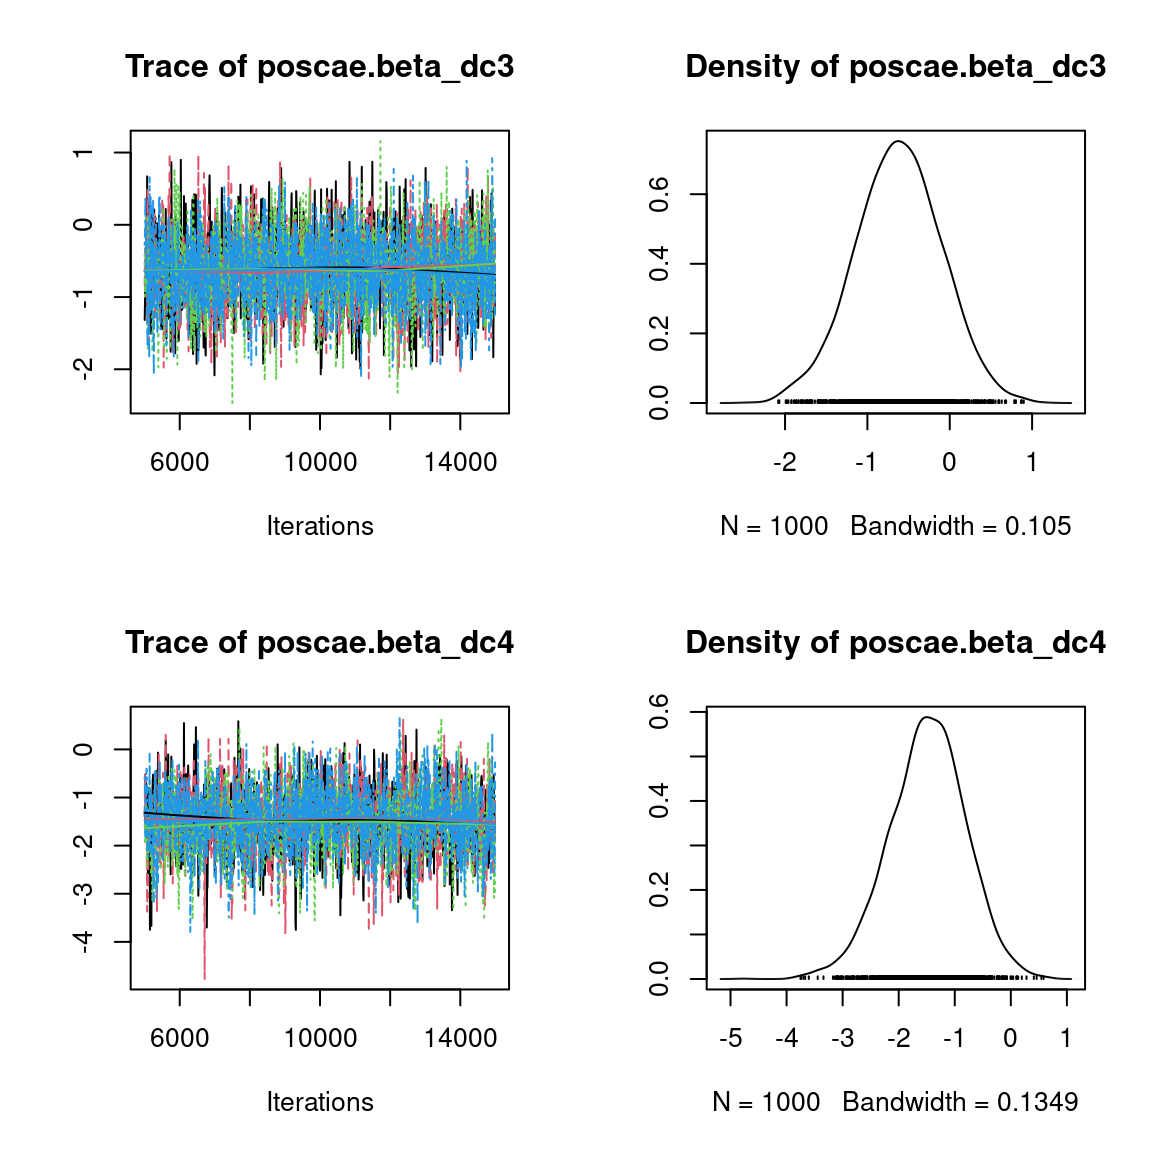 Trace of poscae.beta_dc3
1
0
-1
-2
6000 10000 14000
Iterations
Density of poscae.beta_dc3
0.6
0.4
0.2
0.0
-2 -1 0 1
N = 1000 Bandwidth = 0.105
Trace of poscae.beta_dc4
0
-1
-2
-3
-4
6000 10000 14000
Iterations
Density of poscae.beta_dc4
0.6
0.4
0.2
0.0
-5 -4 -3 -2 -1 0 1
N = 1000 Bandwidth = 0.1349